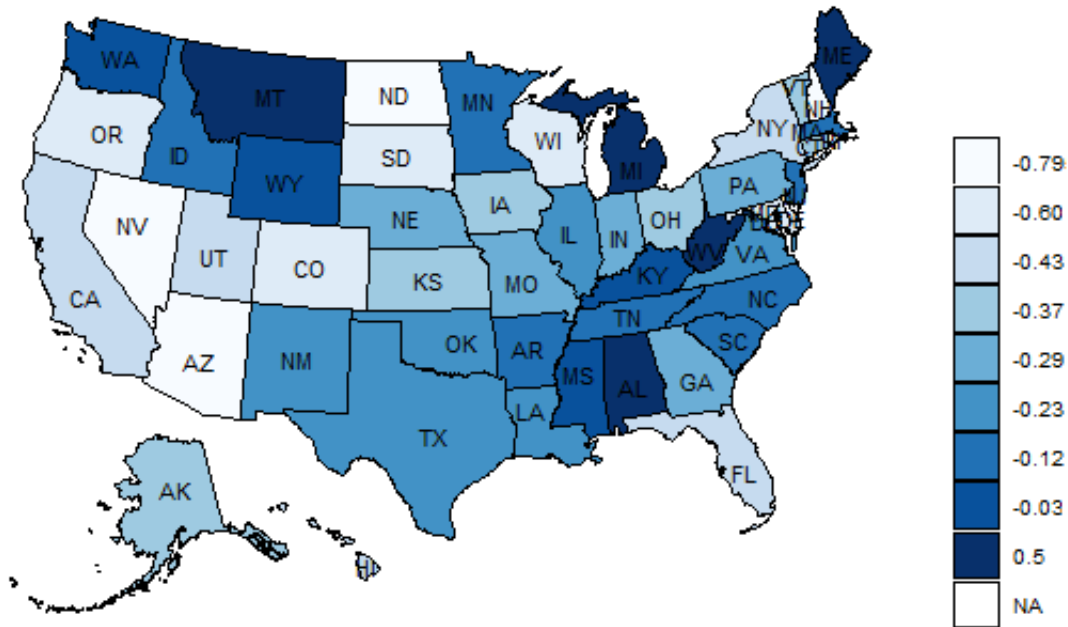 WA
ME
MT
ND
MN
VT
NH
OR
ID
SD
WI
NY
MA
CT
WY
MI
NE
IA
PA
NV
UT
CO
IL
IN
OH
WV
VA
CA
KS
MO
KY
NC
TN
AZ
NM
OK
AR
SC
MS
AL
GA
TX
LA
FL
AK
HI
-0.79
-0.60
-0.43
-0.37
-0.29
-0.23
-0.12
-0.03
0.5
NA